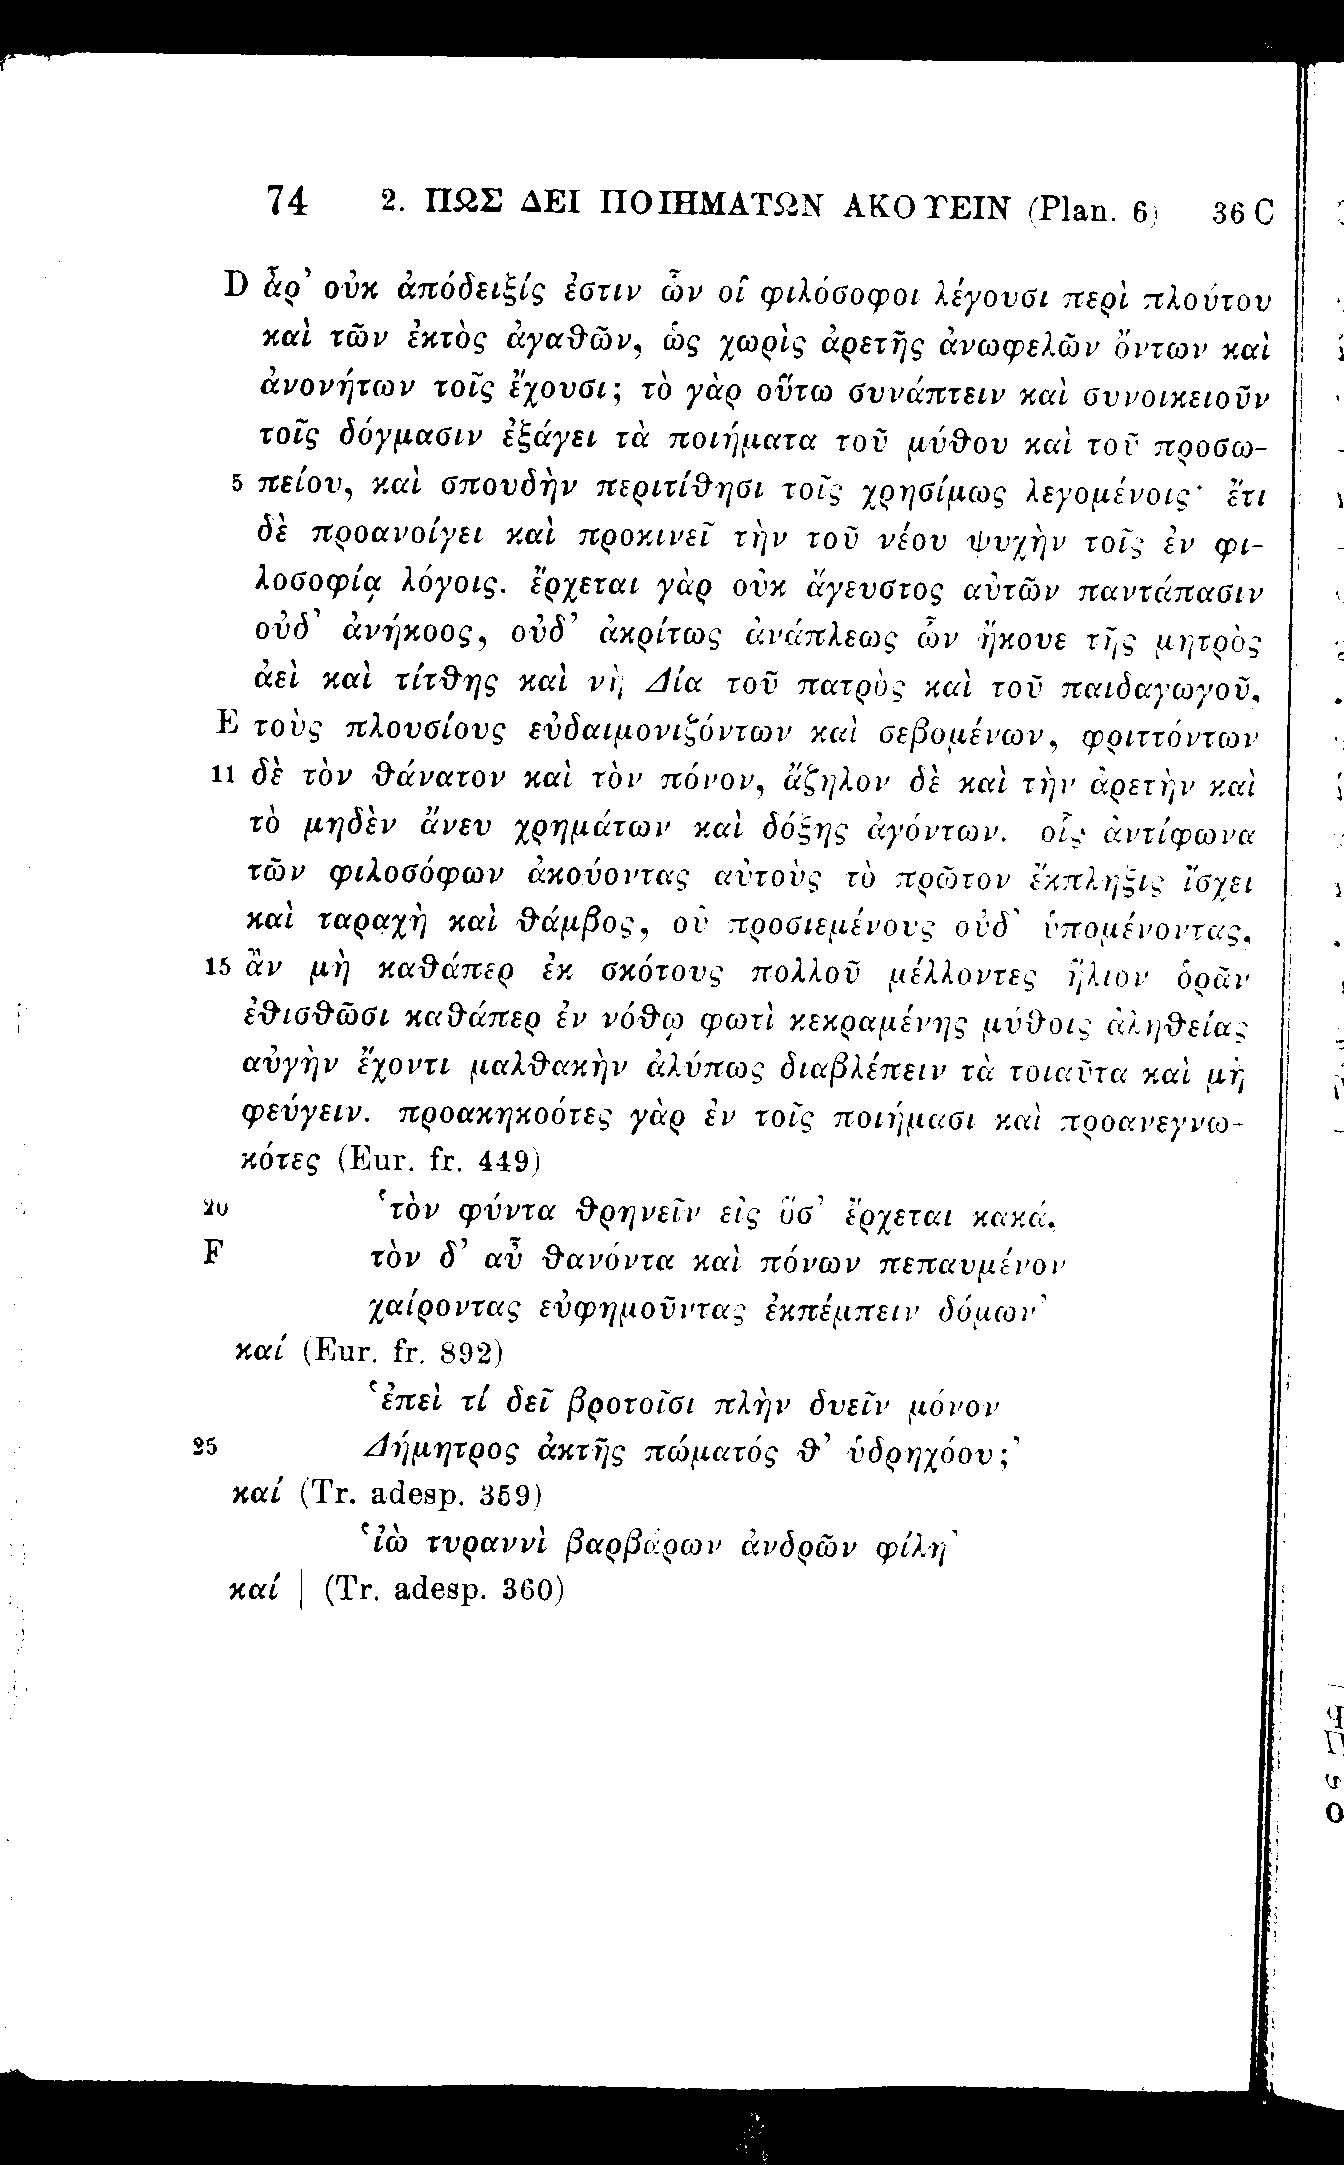 74 2. ΠΩΣ ΔΕΙ ΠΟΙΗΜΑΤΩΝ ΑΚΟΥΕΙΝ (Plan. 6) 36 C
D ἆρ’ οὐκ ἀπόδειξίς ἐστιν ὧν οἱ φιλόσοφοι λέγουσι περὶ πλούτου
καὶ τῶν ἐκτὸς ἀγαθῶν, ὡς χωρὶς ἀρετῆς ἀνωφελῶν ὄντων καὶ
ἀνονήτων τοῖς ἔχουσι; τὸ γὰρ οὕτω συνάπτειν καὶ συνοικειοῦν
τοῖς δόγμασιν ἐξάγει τὰ ποιήματα τοῦ μύθου καὶ τοῦ προσω-
5 πείου, καὶ σπουδὴν περιτίθησι τοῖς χρησίμως λεγομένοις· ἔτι
δὲ προανοίγει καὶ προκινεῖ τὴν τοῦ νέου ψυχὴν τοῖς ἐν φι-
λοσοφίᾳ λόγοις. ἔρχεται γὰρ οὐκ ἄγευστος αὐτῶν παντάπασιν
οὐδ’ ἀνήκοος, οὐδ’ ἀκρίτως ἀνάπλεως ὧν ἤκουε τῆς μητρὸς
ἀεὶ καὶ τίτθης καὶ νὴ Δία τοῦ πατρὸς καὶ τοῦ παιδαγωγοῦ,
E τοὺς πλουσίους εὐδαιμονιζόντων καὶ σεβομένων, φριττόντων
11 δὲ τὸν θάνατον καὶ τὸν πόνον, ἄζηλον δὲ καὶ τὴν ἀρετὴν καὶ
τὸ μηδὲν ἄνευ χρημάτων καὶ δόξης ἀγόντων. οἷς ἀντίφωνα
τῶν φιλοσόφων ἀκούοντας αὐτοὺς τὸ πρῶτον ἔκπληξις ἴσχει
καὶ ταραχὴ καὶ θάμβος, οὐ προσιεμένους οὐδ’ ὑπομένοντας,
15 ἂν μὴ καθάπερ ἐκ σκότους πολλοῦ μέλλοντες ἥλιον ὁρᾶν
ἐθισθῶσι καθάπερ ἐν νόθῳ φωτὶ κεκραμένης μύθοις ἀληθείας
αὐγὴν ἔχοντι μαλθακὴν ἀλύπως διαβλέπειν τὰ τοιαῦτα καὶ μὴ
φεύγειν. προακηκοότες γὰρ ἐν τοῖς ποιήμασι καὶ προανεγνω-
κότες (Eur. fr. 449)
20 ‘τὸν φύντα θρηνεῖν εἰς ὅσ’ ἔρχεται κακά,
F τὸν δ’ αὖ θανόντα καὶ πόνων πεπαυμένον
χαίροντας εὐφημοῦντας ἐκπέμπειν δόμων’
καί (Eur. fr. 892)
‘ἐπεὶ τί δεῖ βροτοῖσι πλὴν δυεῖν μόνον
25 Δήμητρος ἀκτῆς πώματός θ’ ὑδρηχόου;’
καί (Tr. adesp. 359)
‘ἰὼ τυραννὶ βαρβάρων ἀνδρῶν φίλη’
καί | (Tr. adesp. 360)